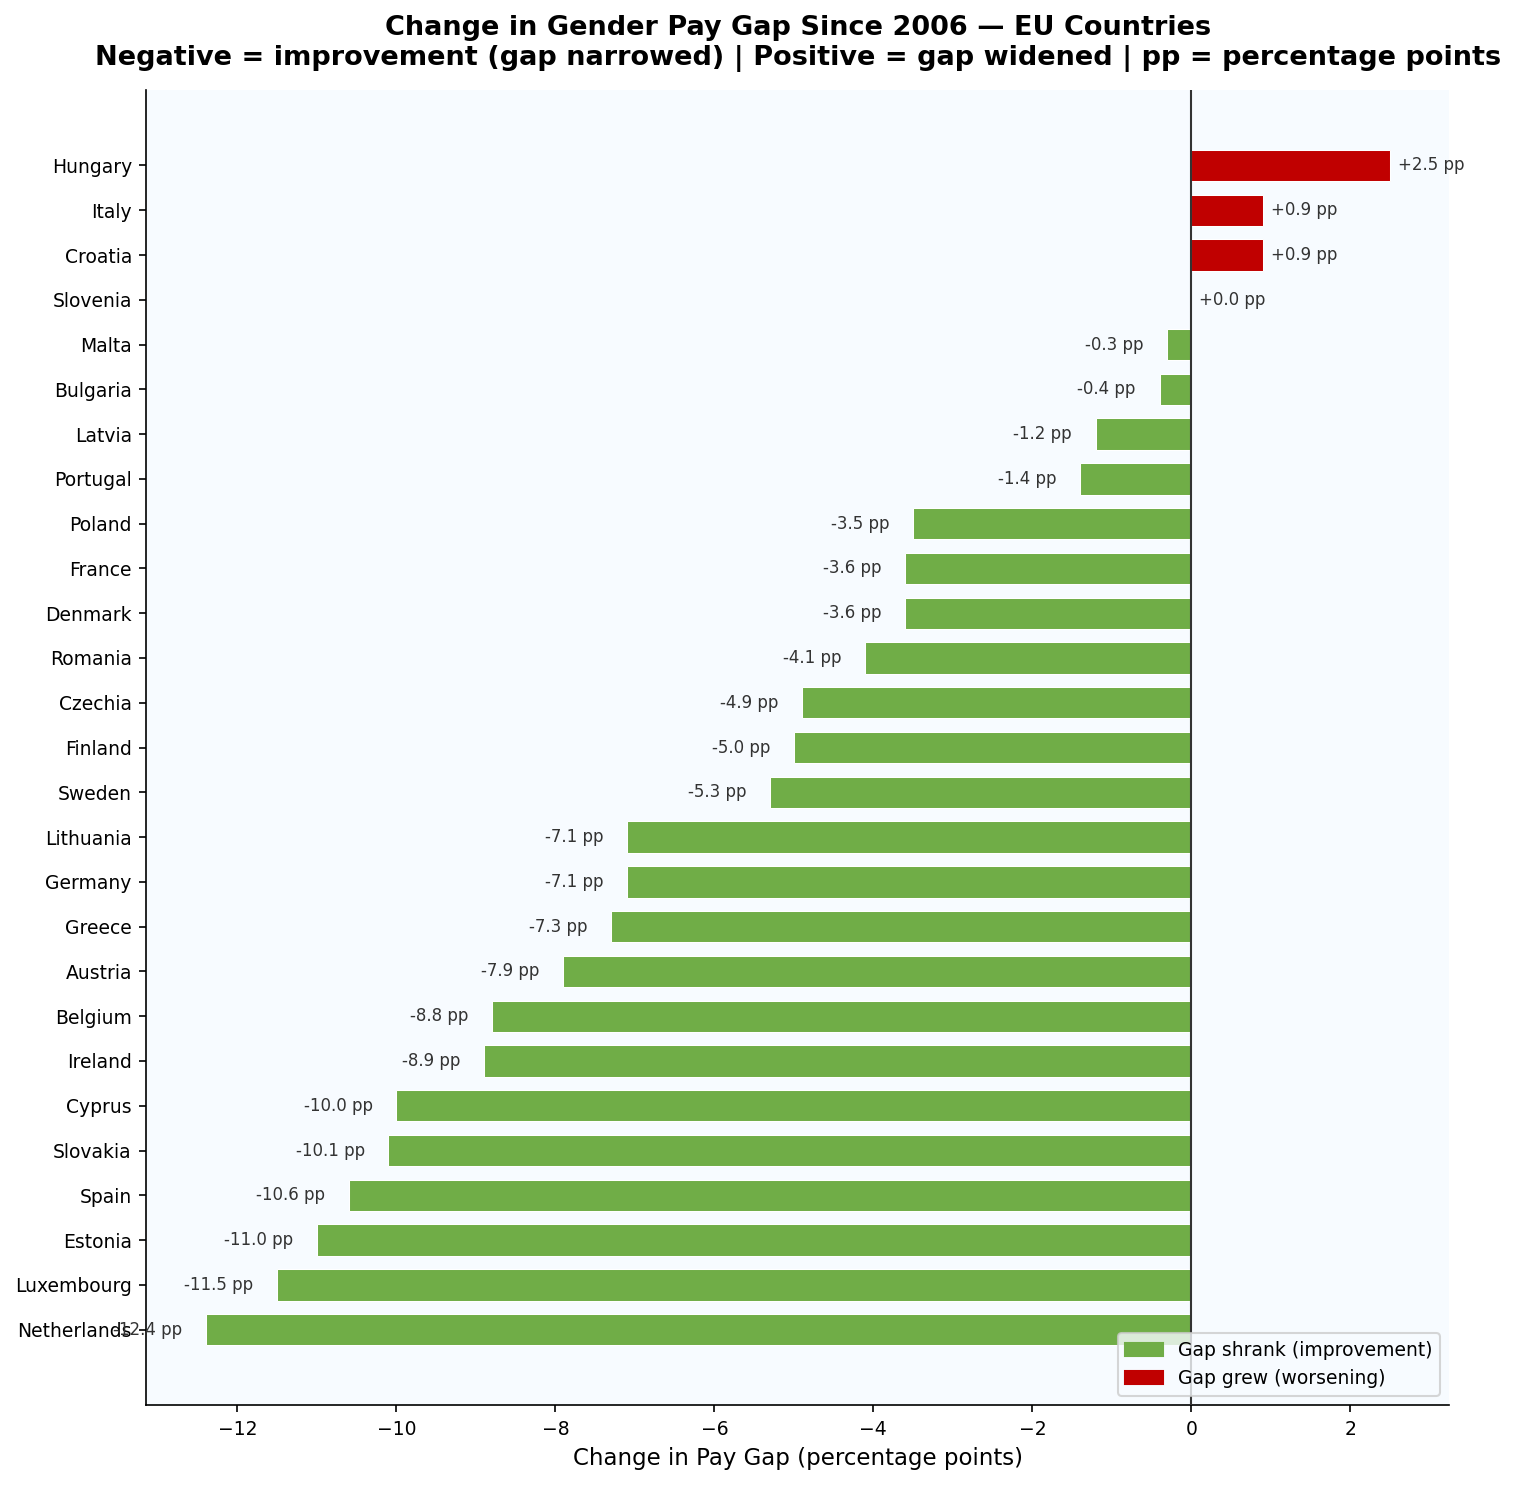 Change in Gender Pay Gap Since 2006 — EU Countries
Negative = improvement (gap narrowed) | Positive = gap widened | pp = percentage points
Hungary +2.5 pp
Italy +0.9 pp
Croatia +0.9 pp
Slovenia +0.0 pp
Malta -0.3 pp
Bulgaria -0.4 pp
Latvia -1.2 pp
Portugal -1.4 pp
Poland -3.5 pp
France -3.6 pp
Denmark -3.6 pp
Romania -4.1 pp
Czechia -4.9 pp
Finland -5.0 pp
Sweden -5.3 pp
Lithuania -7.1 pp
Germany -7.1 pp
Greece -7.3 pp
Austria -7.9 pp
Belgium -8.8 pp
Ireland -8.9 pp
Cyprus -10.0 pp
Slovakia -10.1 pp
Spain -10.6 pp
Estonia -11.0 pp
Luxembourg -11.5 pp
Netherlands -12.4 pp
Gap shrank (improvement)
Gap grew (worsening)
−12 −10 −8 −6 −4 −2 0 2
Change in Pay Gap (percentage points)